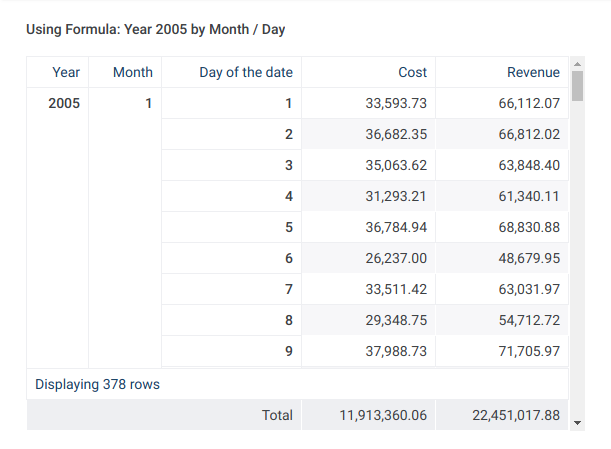 Using Formula: Year 2005 by Month / Day
Year Month Day of the date Cost Revenue
2005 1 1 33,593.73 66,112.07
2 36,682.35 66,812.02
3 35,063.62 63,848.40
4 31,293.21 61,340.11
5 36,784.94 68,830.88
6 26,237.00 48,679.95
7 33,511.42 63,031.97
8 29,348.75 54,712.72
9 37,988.73 71,705.97
Displaying 378 rows
Total 11,913,360.06 22,451,017.88